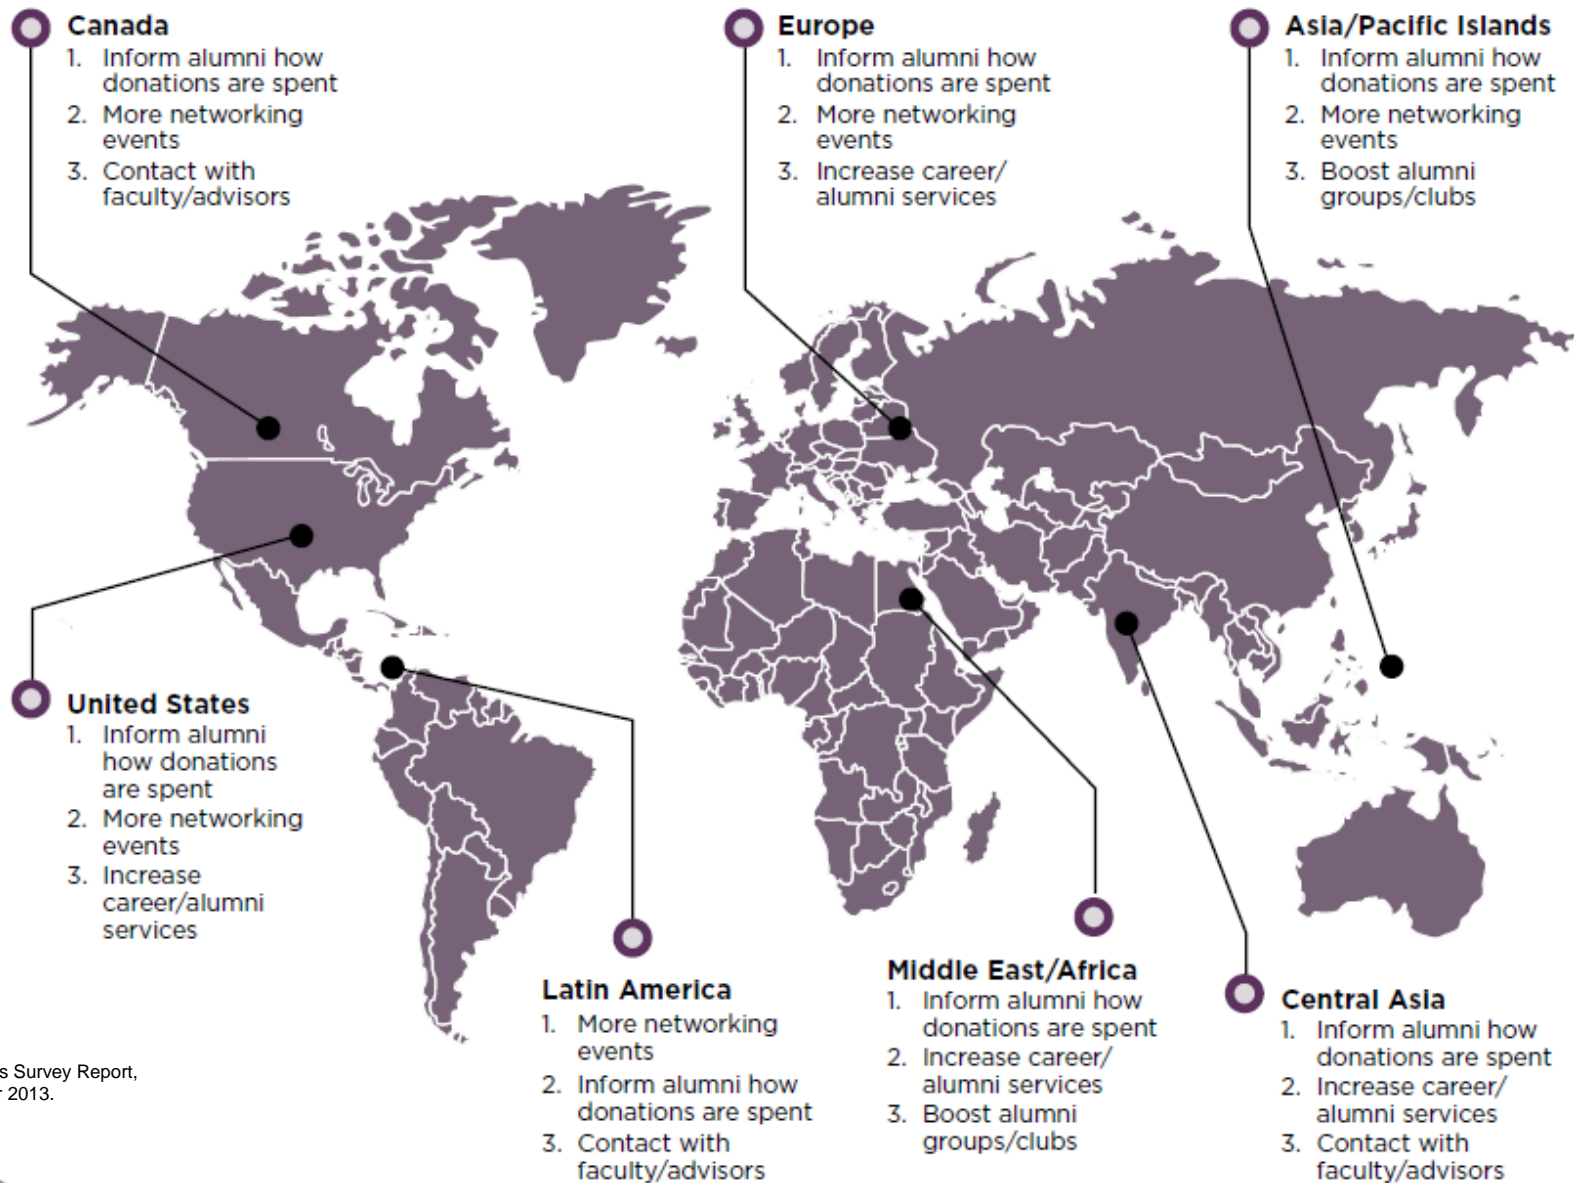 Canada
1. Inform alumni how
donations are spent
2. More networking
events
3. Contact with
faculty/advisors
Europe
1. Inform alumni how
donations are spent
2. More networking
events
3. Increase career/
alumni services
Asia/Pacific Islands
1. Inform alumni how
donations are spent
2. More networking
events
3. Boost alumni
groups/clubs
United States
1. Inform alumni
how donations
are spent
2. More networking
events
3. Increase
career/alumni
services
Latin America
1. More networking
events
2. Inform alumni how
donations are spent
3. Contact with
faculty/advisors
Middle East/Africa
1. Inform alumni how
donations are spent
2. Increase career/
alumni services
3. Boost alumni
groups/clubs
Central Asia
1. Inform alumni how
donations are spent
2. Increase career/
alumni services
3. Contact with
faculty/advisors
Survey Report,
2013.